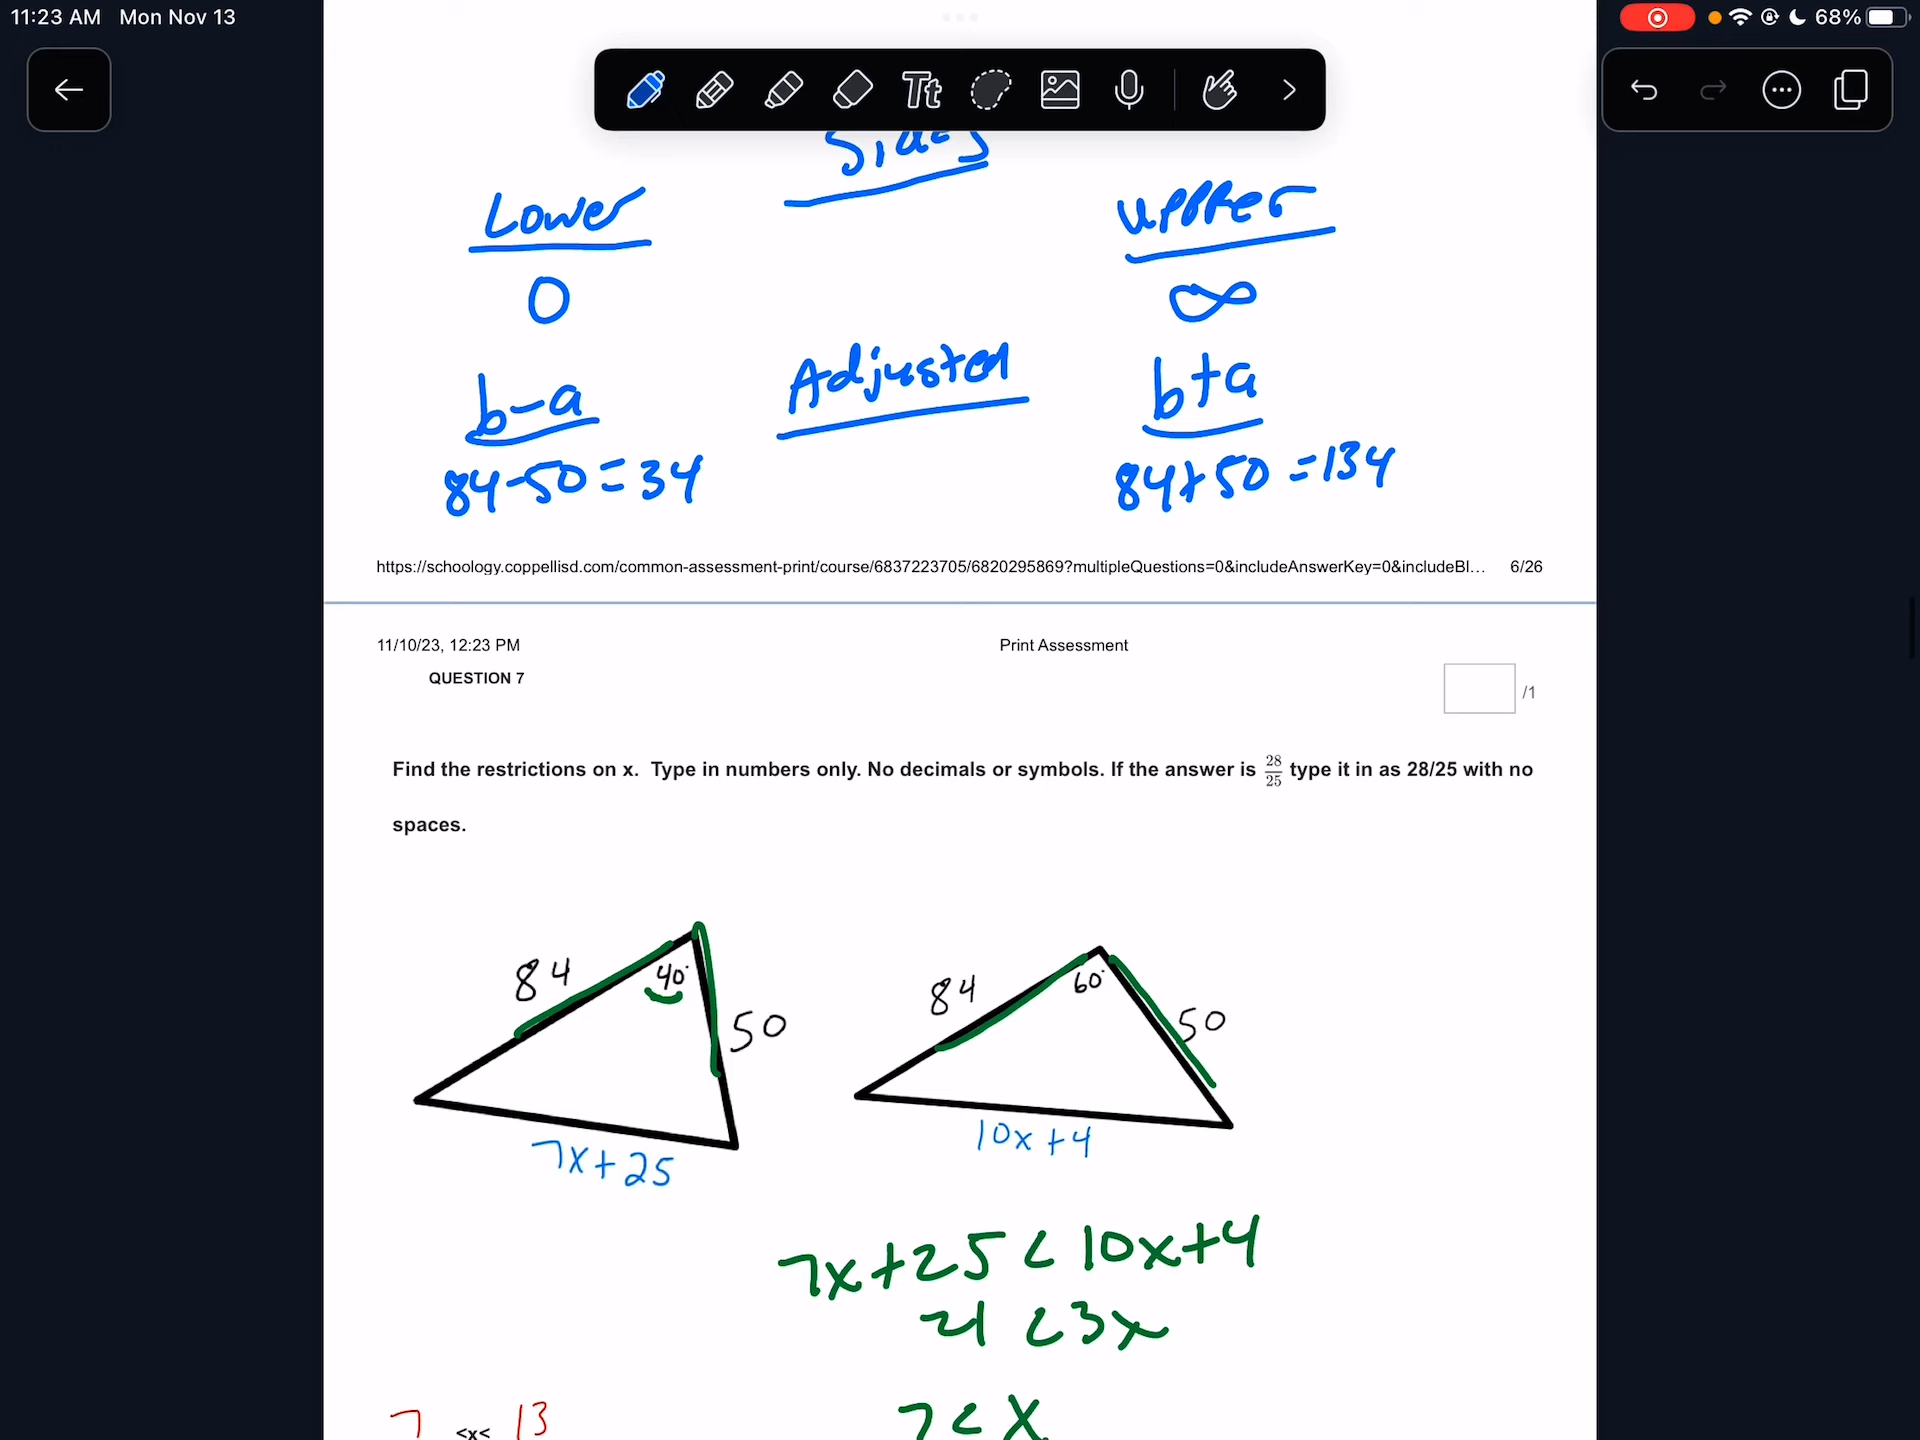 11:23 AM Mon Nov 13
68%
Tt
Sides
Lower
upper
0
∞
b-a
Adjusted
b+a
84-50=34
84+50=134
https://schoology.coppellisd.com/common-assessment-print/course/6837223705/6820295869?multipleQuestions=0&includeAnswerKey=0&includeBl... 6/26
11/10/23, 12:23 PM
Print Assessment
QUESTION 7
/1
Find the restrictions on x. Type in numbers only. No decimals or symbols. If the answer is 28/25 type it in as 28/25 with no
spaces.
84
40°
50
7x+25
84
60°
50
10x+4
7x+25<10x+4
21<3x
7<x
7 <x< 13